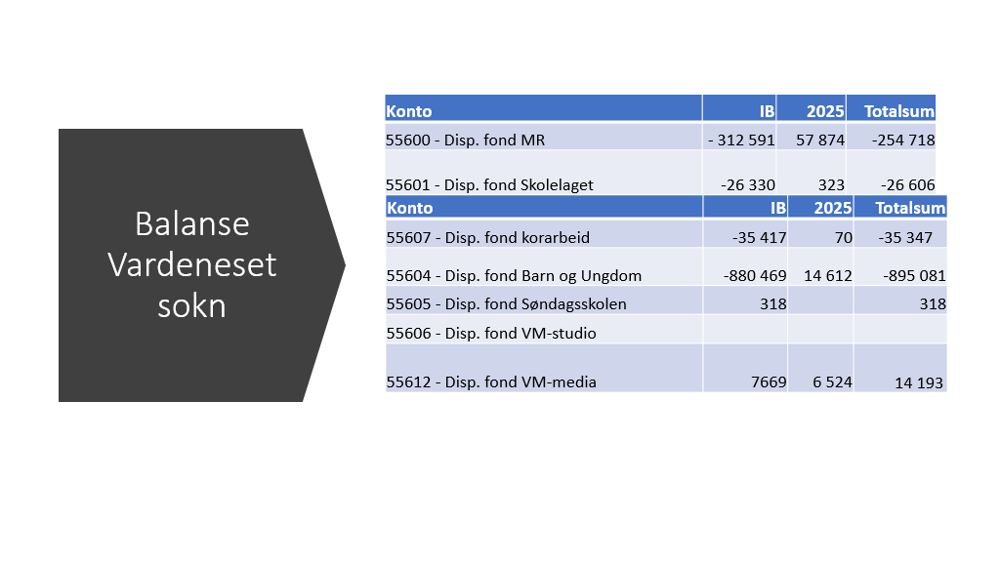 Balanse
Vardeneset
sokn
Konto IB 2025 Totalsum
55600 - Disp. fond MR - 312 591 57 874 -254 718
55601 - Disp. fond Skolelaget -26 330 323 -26 606
Konto IB 2025 Totalsum
55607 - Disp. fond korarbeid -35 417 70 -35 347
55604 - Disp. fond Barn og Ungdom -880 469 14 612 -895 081
55605 - Disp. fond Søndagsskolen 318 318
55606 - Disp. fond VM-studio
55612 - Disp. fond VM-media 7669 6 524 14 193